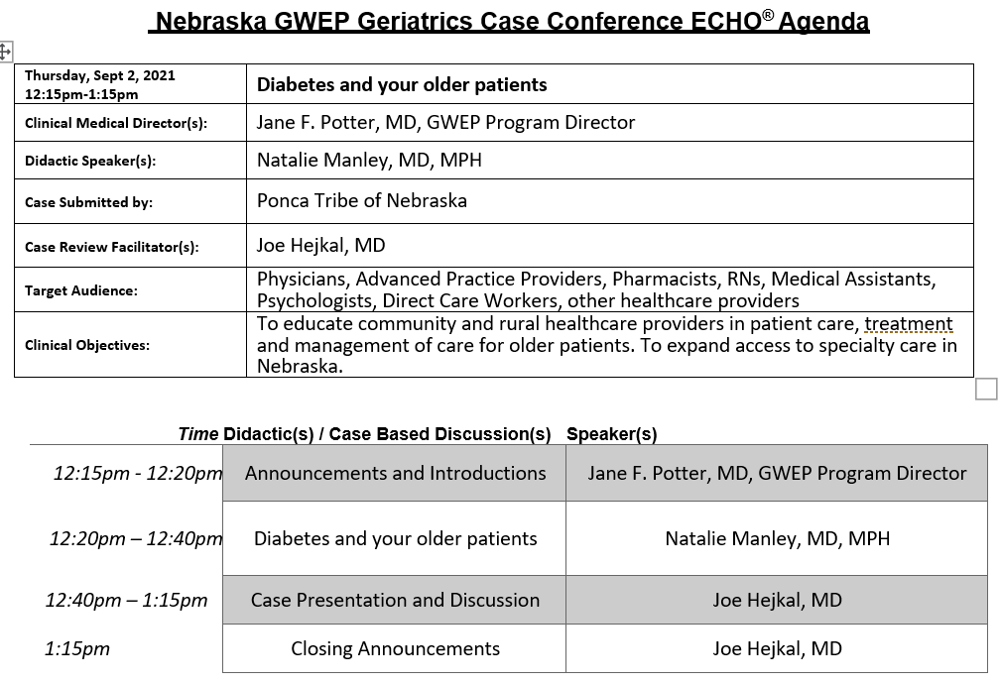 Nebraska GWEP Geriatrics Case Conference ECHO® Agenda
Thursday, Sept 2, 2021
12:15pm-1:15pm
Diabetes and your older patients
Clinical Medical Director(s):
Jane F. Potter, MD, GWEP Program Director
Didactic Speaker(s):
Natalie Manley, MD, MPH
Case Submitted by:
Ponca Tribe of Nebraska
Case Review Facilitator(s):
Joe Hejkal, MD
Target Audience:
Physicians, Advanced Practice Providers, Pharmacists, RNs, Medical Assistants,
Psychologists, Direct Care Workers, other healthcare providers
Clinical Objectives:
To educate community and rural healthcare providers in patient care, treatment
and management of care for older patients. To expand access to specialty care in
Nebraska.
Time Didactic(s) / Case Based Discussion(s) Speaker(s)
12:15pm - 12:20pm Announcements and Introductions Jane F. Potter, MD, GWEP Program Director
12:20pm – 12:40pm Diabetes and your older patients Natalie Manley, MD, MPH
12:40pm – 1:15pm Case Presentation and Discussion Joe Hejkal, MD
1:15pm Closing Announcements Joe Hejkal, MD